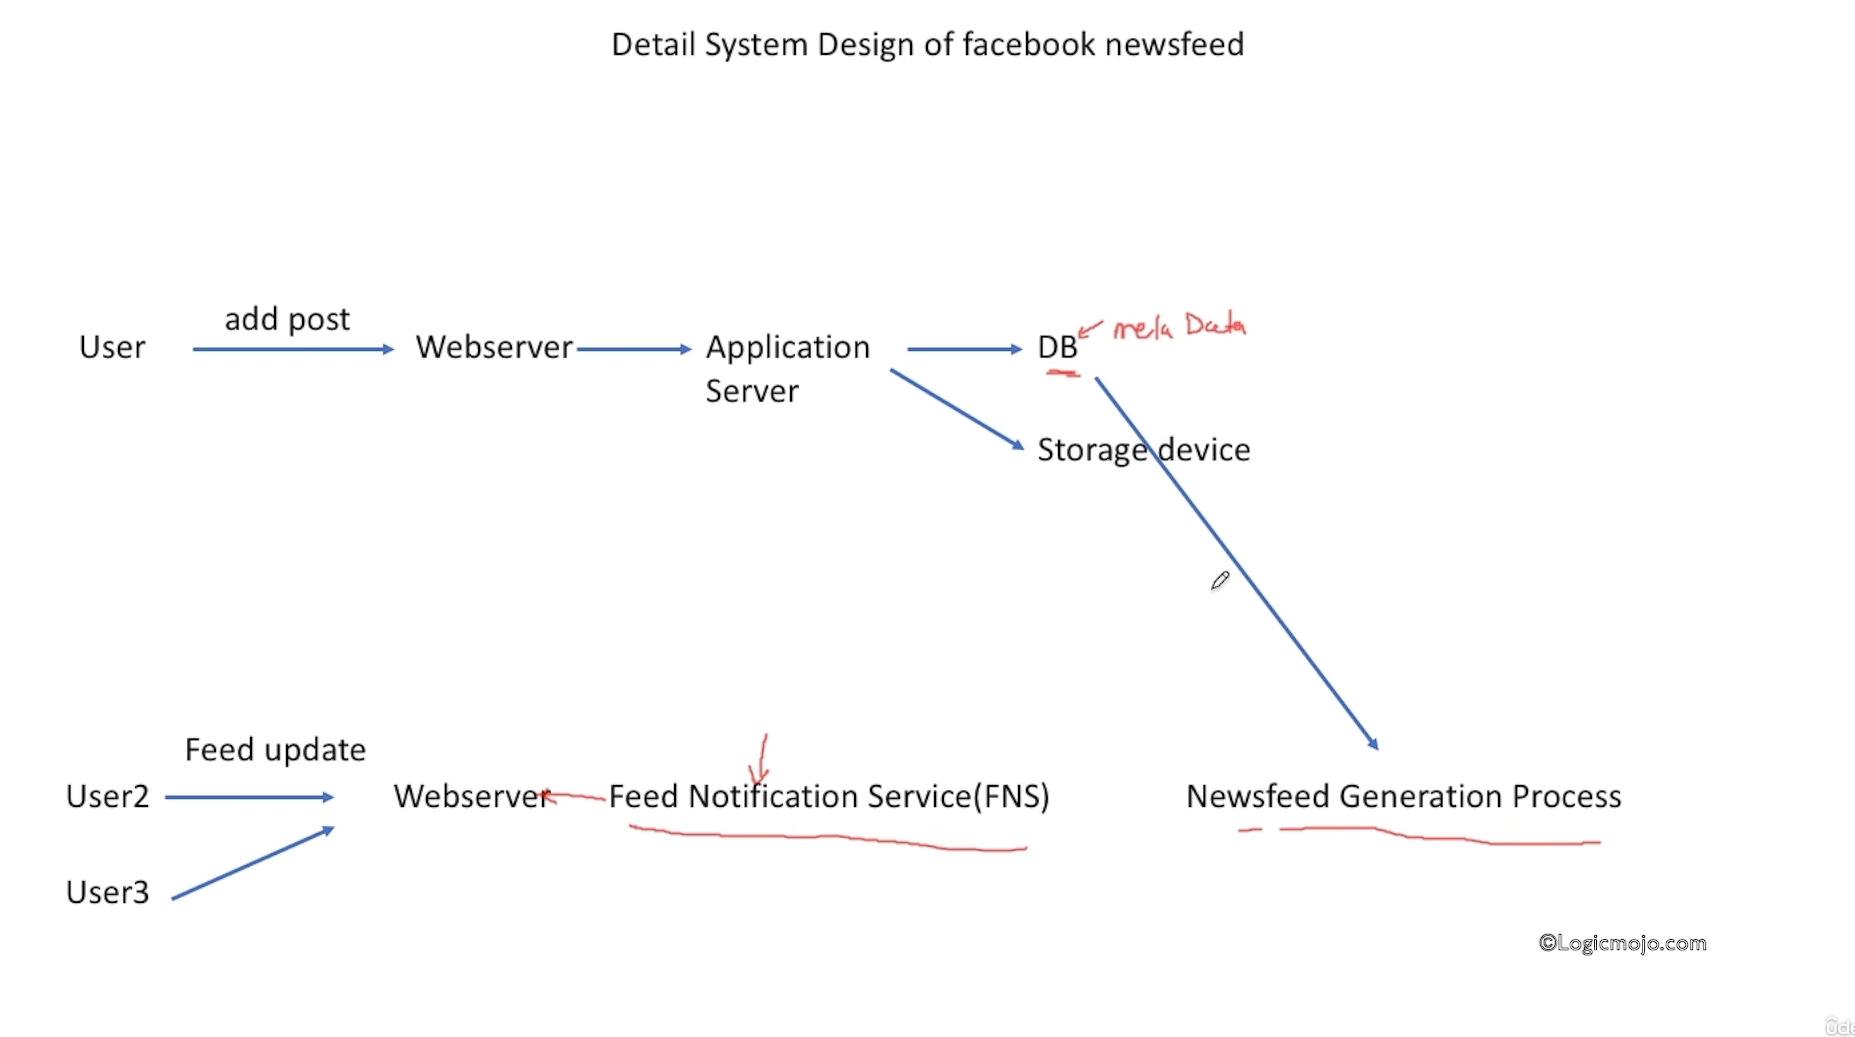 Detail System Design of facebook newsfeed
add post
User
Webserver
Application
Server
DB
meta Data
Storage device
Feed update
User2
Webserver
Feed Notification Service(FNS)
Newsfeed Generation Process
User3
©Logicmojo.com